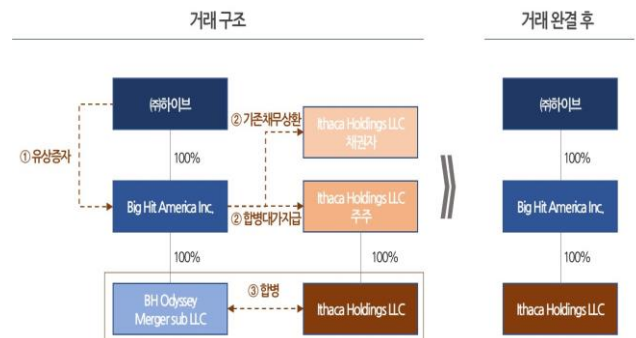 거래 구조
거래 완결 후
㈜하이브
② 기존채무상환
Ithaca Holdings LLC
채권자
① 유상증자
100%
Big Hit America Inc.
② 합병대가지급
Ithaca Holdings LLC
주주
100%
100%
BH Odyssey
Merger sub LLC
③ 합병
Ithaca Holdings LLC
㈜하이브
100%
Big Hit America Inc.
100%
Ithaca Holdings LLC